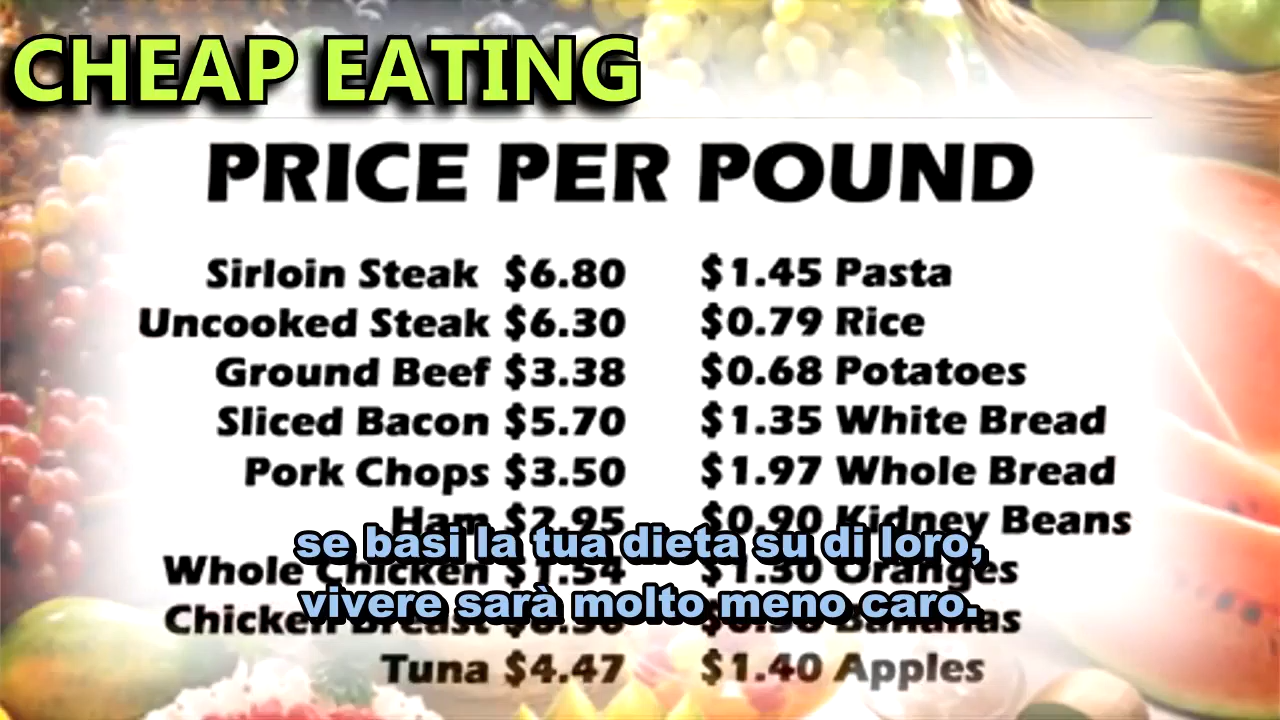 CHEAP EATING
PRICE PER POUND
Sirloin Steak $6.80 $1.45 Pasta
Uncooked Steak $6.30 $0.79 Rice
Ground Beef $3.38 $0.68 Potatoes
Sliced Bacon $5.70 $1.35 White Bread
Pork Chops $3.50 $1.97 Whole Bread
Ham $2.95 $0.90 Kidney Beans
se basi la tua dieta su di loro,
Whole Chicken $1.54 $1.30 Oranges
vivere sarà molto meno caro.
Chicken Breast Bananas
Tuna $4.47 $1.40 Apples